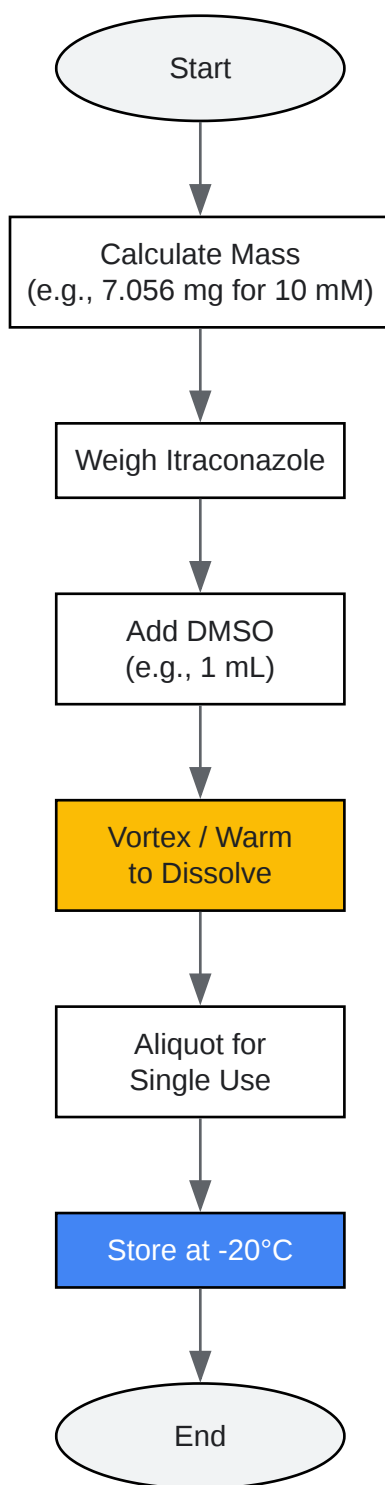 Start
Calculate Mass
(e.g., 7.056 mg for 10 mM)
Weigh Itraconazole
Add DMSO
(e.g., 1 mL)
Vortex / Warm
to Dissolve
Aliquot for
Single Use
Store at -20°C
End